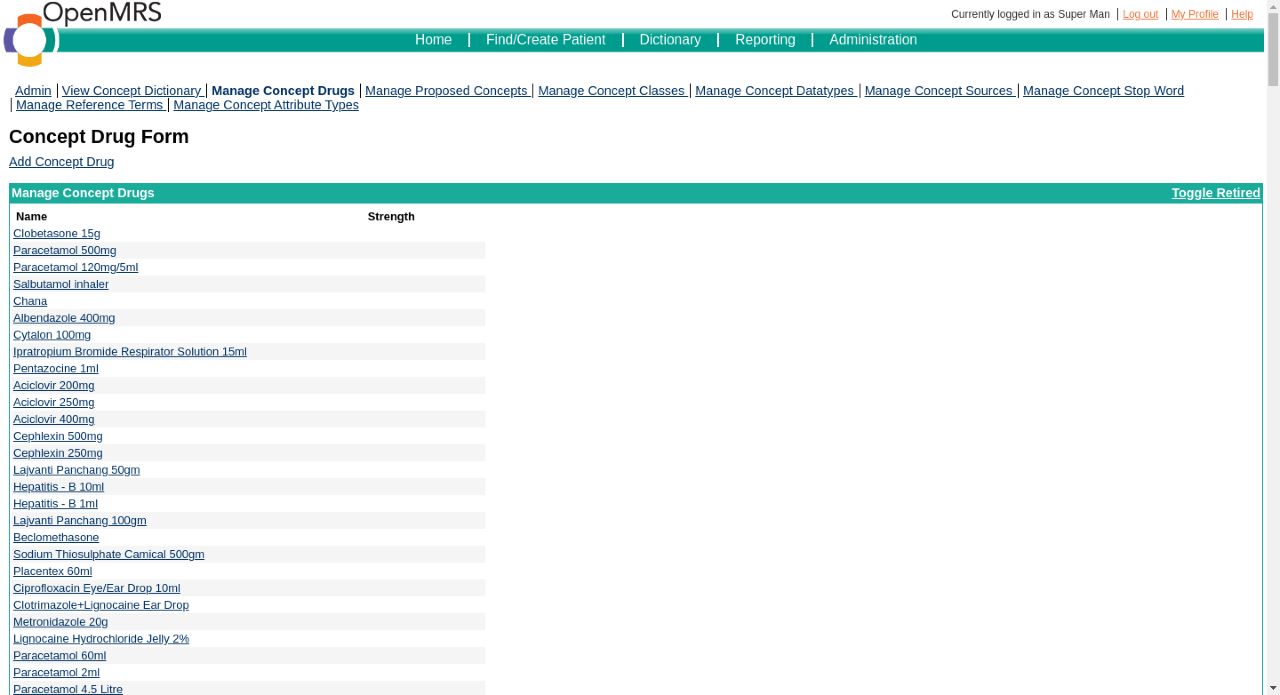 OpenMRS
Currently logged in as Super Man | Log out | My Profile | Help
Home | Find/Create Patient | Dictionary | Reporting | Administration
Admin | View Concept Dictionary | Manage Concept Drugs | Manage Proposed Concepts | Manage Concept Classes | Manage Concept Datatypes | Manage Concept Sources | Manage Concept Stop Word
| Manage Reference Terms | Manage Concept Attribute Types
Concept Drug Form
Add Concept Drug
Manage Concept Drugs Toggle Retired
Name Strength
Clobetasone 15g
Paracetamol 500mg
Paracetamol 120mg/5ml
Salbutamol inhaler
Chana
Albendazole 400mg
Cytalon 100mg
Ipratropium Bromide Respirator Solution 15ml
Pentazocine 1ml
Aciclovir 200mg
Aciclovir 250mg
Aciclovir 400mg
Cephlexin 500mg
Cephlexin 250mg
Lajvanti Panchang 50gm
Hepatitis - B 10ml
Hepatitis - B 1ml
Lajvanti Panchang 100gm
Beclomethasone
Sodium Thiosulphate Camical 500gm
Placentex 60ml
Ciprofloxacin Eye/Ear Drop 10ml
Clotrimazole+Lignocaine Ear Drop
Metronidazole 20g
Lignocaine Hydrochloride Jelly 2%
Paracetamol 60ml
Paracetamol 2ml
Paracetamol 4.5 Litre